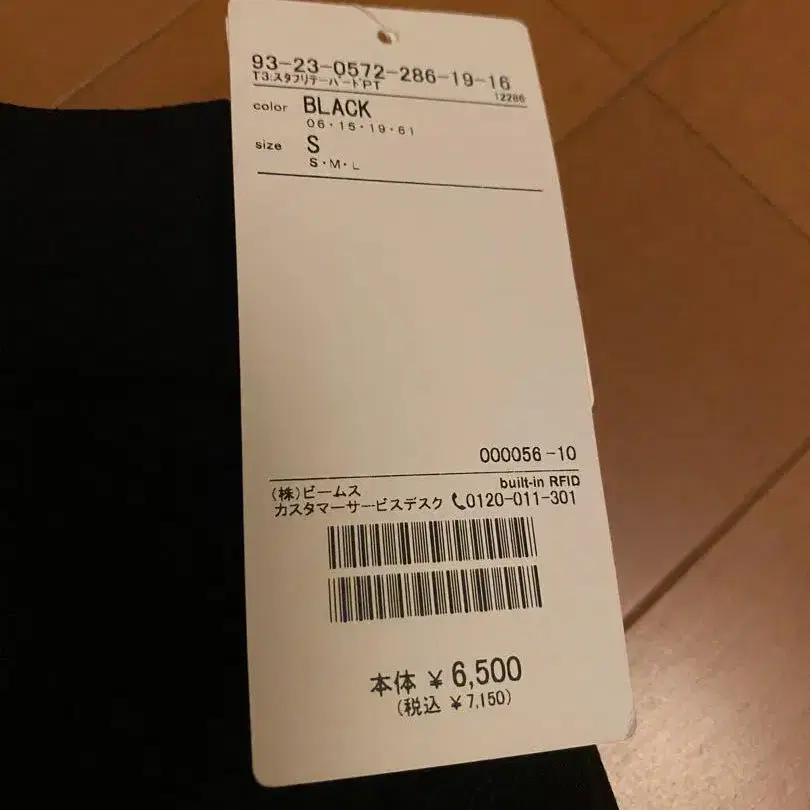 93-23-0572-286-19-16
T3:スタフリテーパードPT
12286
color BLACK
06・15・19・61
size S
S・M・L
000056-10
built-in RFID
(株)ビームス
カスタマーサービスデスク 📞0120-011-301
本体 ¥6,500
(税込 ¥7,150)